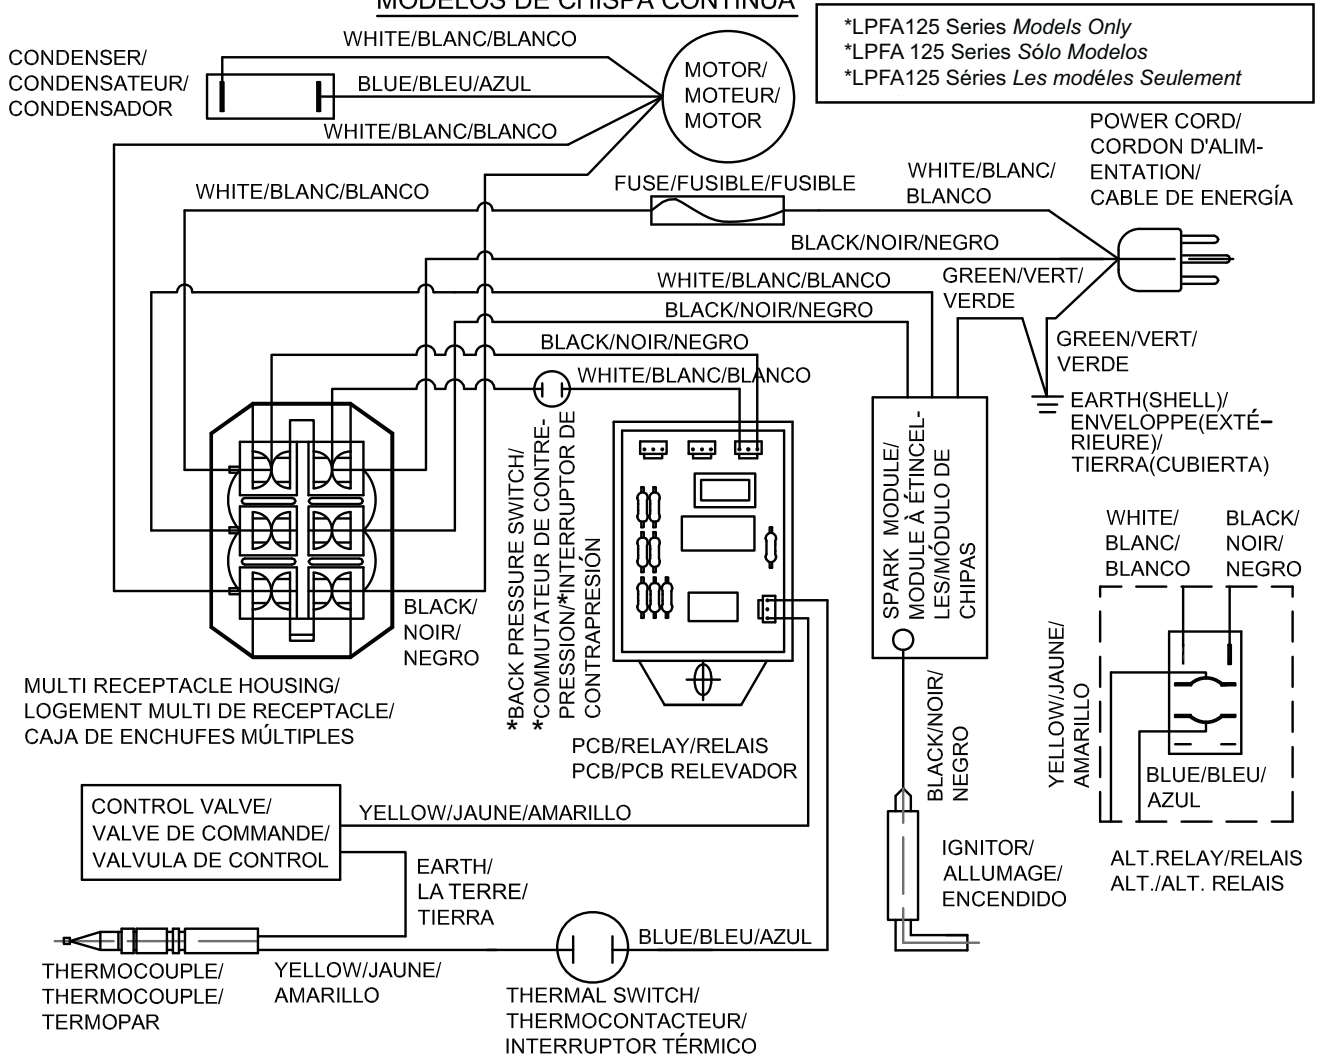 MODELOS DE CHISPA CONTINUA
*LPFA125 Series Models Only
*LPFA 125 Series Sólo Modelos
*LPFA125 Séries Les modéles Seulement
CONDENSER/
CONDENSATEUR/
CONDENSADOR
WHITE/BLANC/BLANCO
BLUE/BLEU/AZUL
WHITE/BLANC/BLANCO
MOTOR/
MOTEUR/
MOTOR
POWER CORD/
CORDON D'ALIM-
ENTATION/
CABLE DE ENERGÍA
WHITE/BLANC/BLANCO
FUSE/FUSIBLE/FUSIBLE
WHITE/BLANC/
BLANCO
BLACK/NOIR/NEGRO
WHITE/BLANC/BLANCO
GREEN/VERT/
VERDE
BLACK/NOIR/NEGRO
BLACK/NOIR/NEGRO
WHITE/BLANC/BLANCO
GREEN/VERT/
VERDE
EARTH(SHELL)/
ENVELOPPE(EXTÉ-
RIEURE)/
TIERRA(CUBIERTA)
*BACK PRESSURE SWITCH/
*COMMUTATEUR DE CONTRE-
PRESSION/*INTERRUPTOR DE
CONTRAPRESIÓN
SPARK MODULE/
MODULE À ÉTINCEL-
LES/MÓDULO DE
CHIPAS
WHITE/
BLANC/
BLANCO
BLACK/
NOIR/
NEGRO
BLACK/
NOIR/
NEGRO
MULTI RECEPTACLE HOUSING/
LOGEMENT MULTI DE RECEPTACLE/
CAJA DE ENCHUFES MÚLTIPLES
PCB/RELAY/RELAIS
PCB/PCB RELEVADOR
BLACK/NOIR/
NEGRO
YELLOW/JAUNE/
AMARILLO
BLUE/BLEU/
AZUL
CONTROL VALVE/
VALVE DE COMMANDE/
VALVULA DE CONTROL
YELLOW/JAUNE/AMARILLO
EARTH/
LA TERRE/
TIERRA
IGNITOR/
ALLUMAGE/
ENCENDIDO
ALT.RELAY/RELAIS
ALT./ALT. RELAIS
THERMOCOUPLE/
THERMOCOUPLE/
TERMOPAR
YELLOW/JAUNE/
AMARILLO
BLUE/BLEU/AZUL
THERMAL SWITCH/
THERMOCONTACTEUR/
INTERRUPTOR TÉRMICO